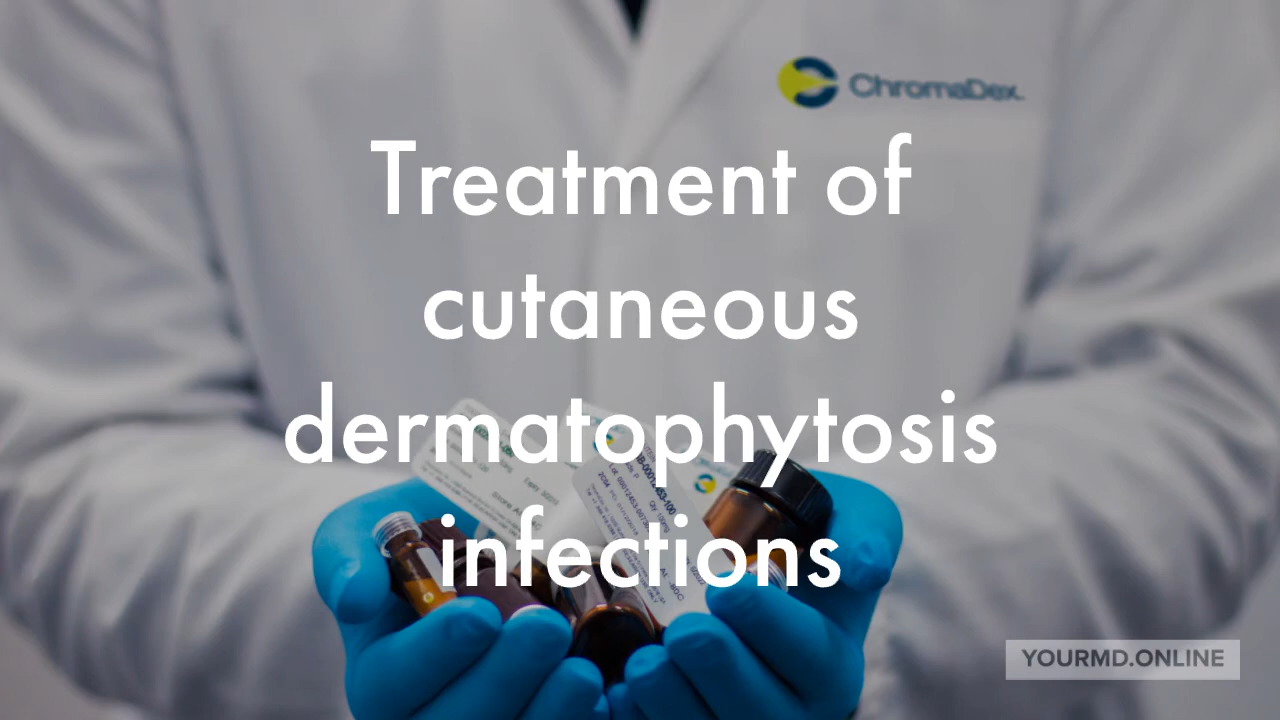 ChromaDex
Treatment of
cutaneous
dermatophytosis
infections
YOURMD.ONLINE